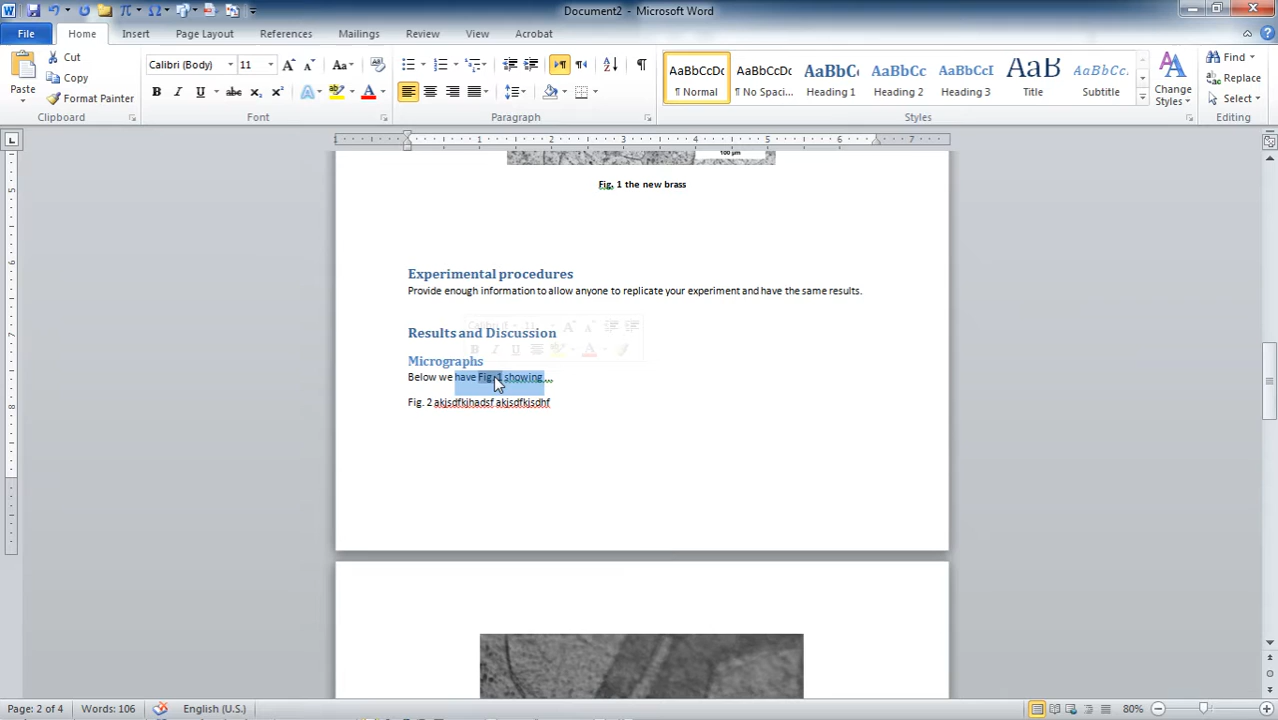 Document2 - Microsoft Word
File Home Insert Page Layout References Mailings Review View Acrobat
Paste
Cut
Copy
Format Painter
Clipboard
Calibri (Body) 11
Font
Paragraph
AaBbCcDc
¶ Normal
AaBbCcDc
¶ No Spaci...
AaBbC
Heading 1
AaBbCc
Heading 2
AaBbCcI
Heading 3
AaB
Title
AaBbCc.
Subtitle
Change
Styles
Styles
Find
Replace
Select
Editing
100 µm
Fig. 1 the new brass
Experimental procedures
Provide enough information to allow anyone to replicate your experiment and have the same results.
Results and Discussion
Micrographs
Below we have Fig. 1 showing ...
Fig. 2 akjsdfkjhadsf akjsdfkjsdhf
Page: 2 of 4 Words: 106 English (U.S.) 80%